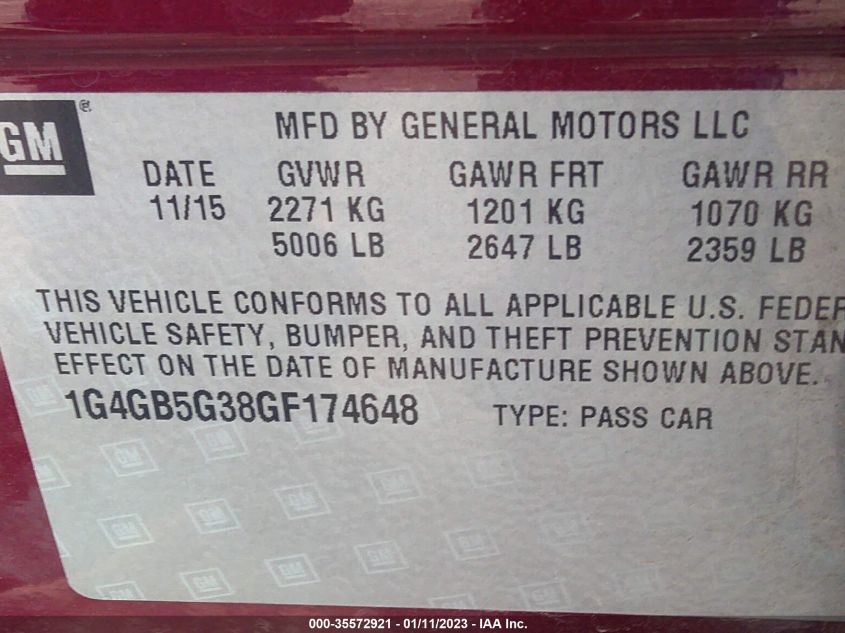 GM ®
MFD BY GENERAL MOTORS LLC
DATE GVWR GAWR FRT GAWR RR
11/15 2271 KG 1201 KG 1070 KG
5006 LB 2647 LB 2359 LB
THIS VEHICLE CONFORMS TO ALL APPLICABLE U.S. FEDER
VEHICLE SAFETY, BUMPER, AND THEFT PREVENTION STAN
EFFECT ON THE DATE OF MANUFACTURE SHOWN ABOVE.
1G4GB5G38GF174648 TYPE: PASS CAR
000-35572921 - 01/11/2023 - IAA Inc.